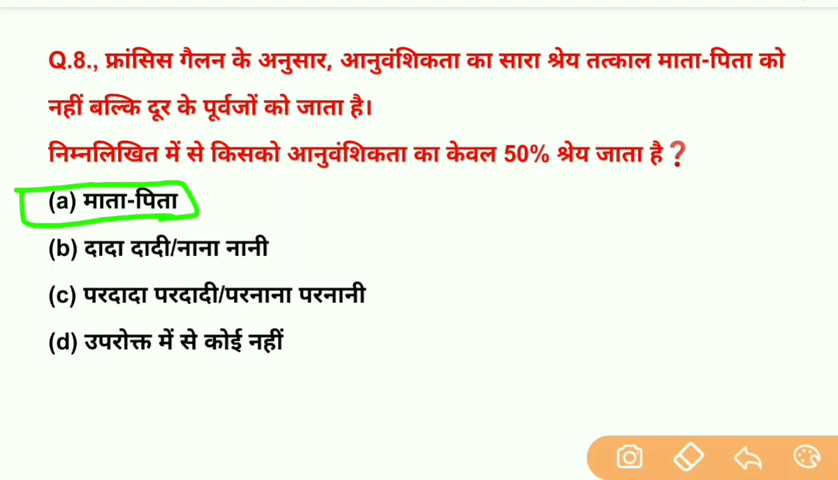 Q.8., फ्रांसिस गैलन के अनुसार, आनुवंशिकता का सारा श्रेय तत्काल माता-पिता को
नहीं बल्कि दूर के पूर्वजों को जाता है।
निम्नलिखित में से किसको आनुवंशिकता का केवल 50% श्रेय जाता है❓
(a) माता-पिता
(b) दादा दादी/नाना नानी
(c) परदादा परदादी/परनाना परनानी
(d) उपरोक्त में से कोई नहीं